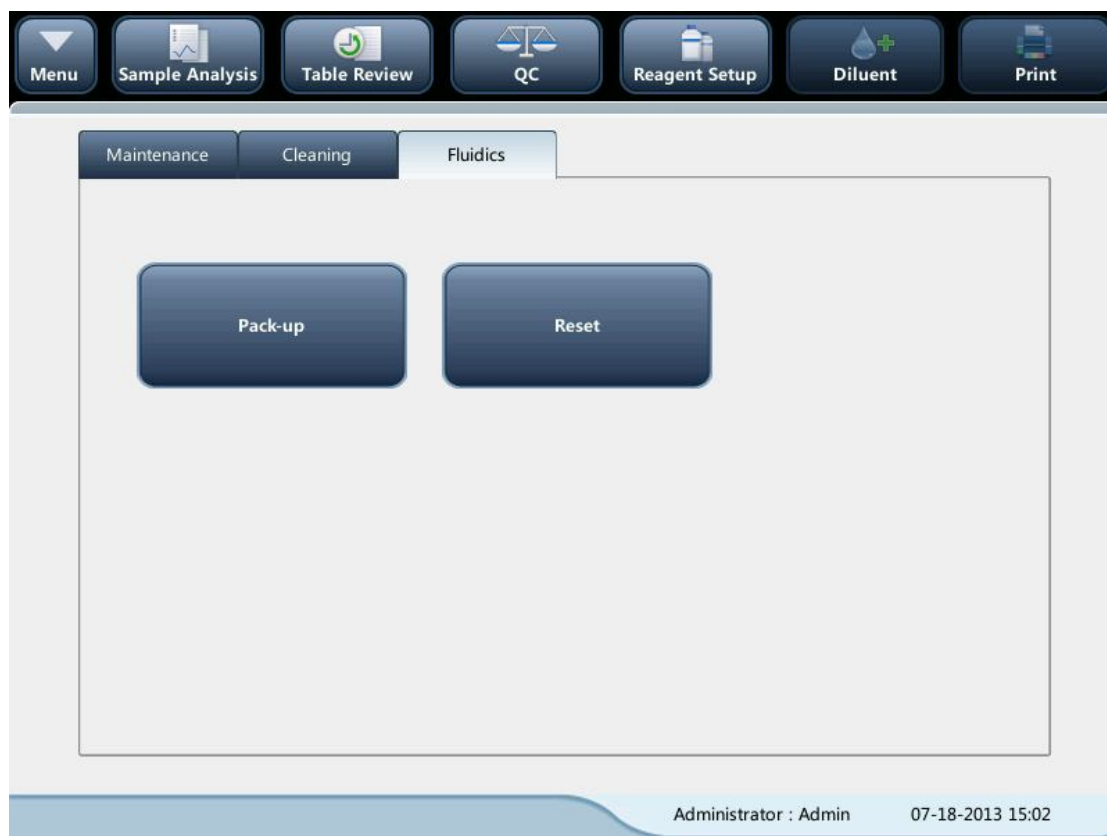 Menu
Sample Analysis
Table Review
QC
Reagent Setup
Diluent
Print
Maintenance
Cleaning
Fluidics
Pack-up
Reset
Administrator : Admin
07-18-2013 15:02